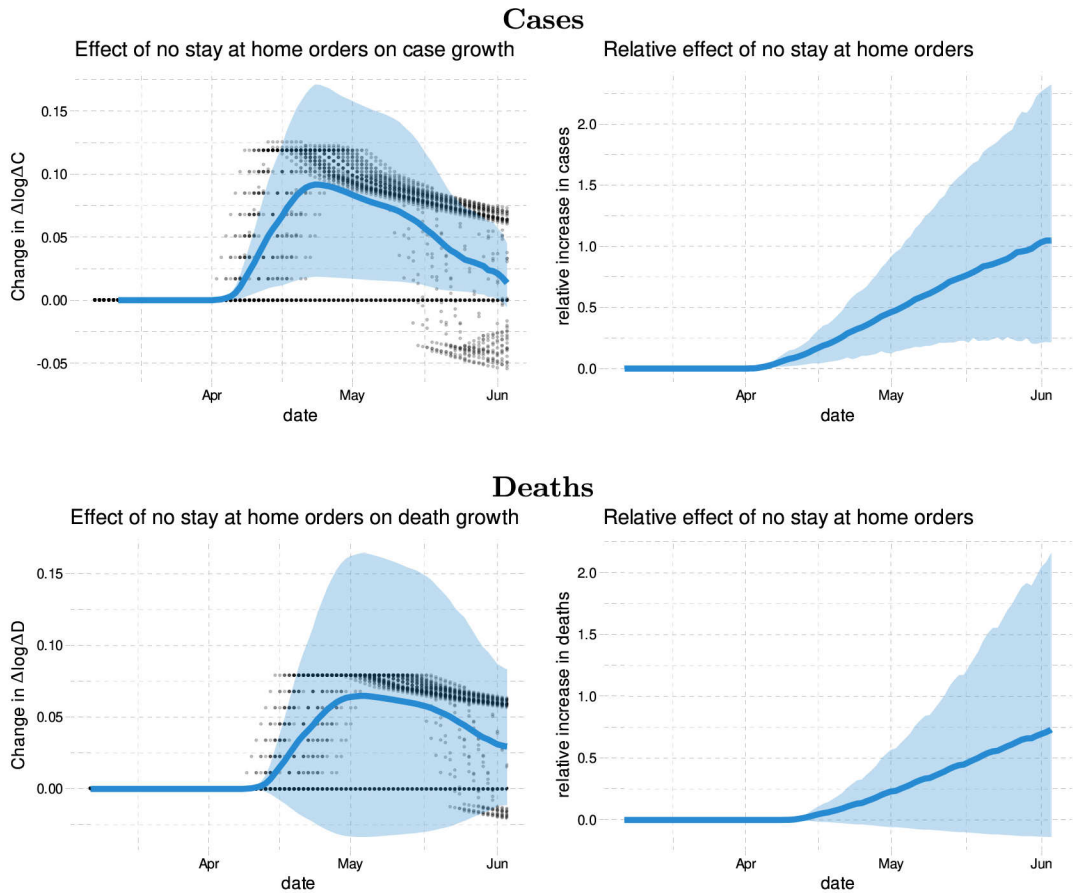 Cases
Effect of no stay at home orders on case growth
Relative effect of no stay at home orders
Change in ΔlogΔC
0.15
0.10
0.05
0.00
-0.05
Apr
May
Jun
date
relative increase in cases
2.0
1.5
1.0
0.5
0.0
Apr
May
Jun
date
Deaths
Effect of no stay at home orders on death growth
Relative effect of no stay at home orders
Change in ΔlogΔD
0.15
0.10
0.05
0.00
Apr
May
Jun
date
relative increase in deaths
2.0
1.5
1.0
0.5
0.0
Apr
May
Jun
date